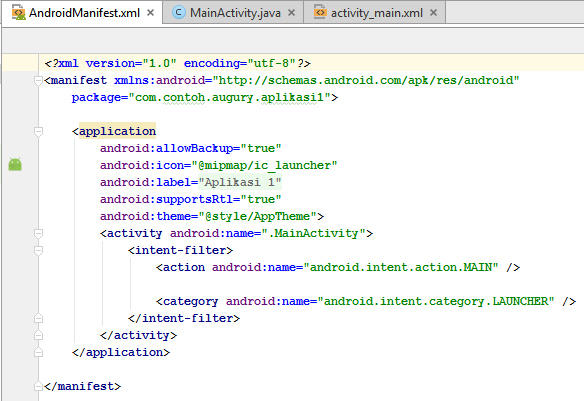 AndroidManifest.xml × MainActivity.java × activity_main.xml ×
<?xml version="1.0" encoding="utf-8"?>
<manifest xmlns:android="http://schemas.android.com/apk/res/android"
    package="com.contoh.augury.aplikasi1">

    <application
        android:allowBackup="true"
        android:icon="@mipmap/ic_launcher"
        android:label="Aplikasi 1"
        android:supportsRtl="true"
        android:theme="@style/AppTheme">
        <activity android:name=".MainActivity">
            <intent-filter>
                <action android:name="android.intent.action.MAIN" />

                <category android:name="android.intent.category.LAUNCHER" />
            </intent-filter>
        </activity>
    </application>

</manifest>